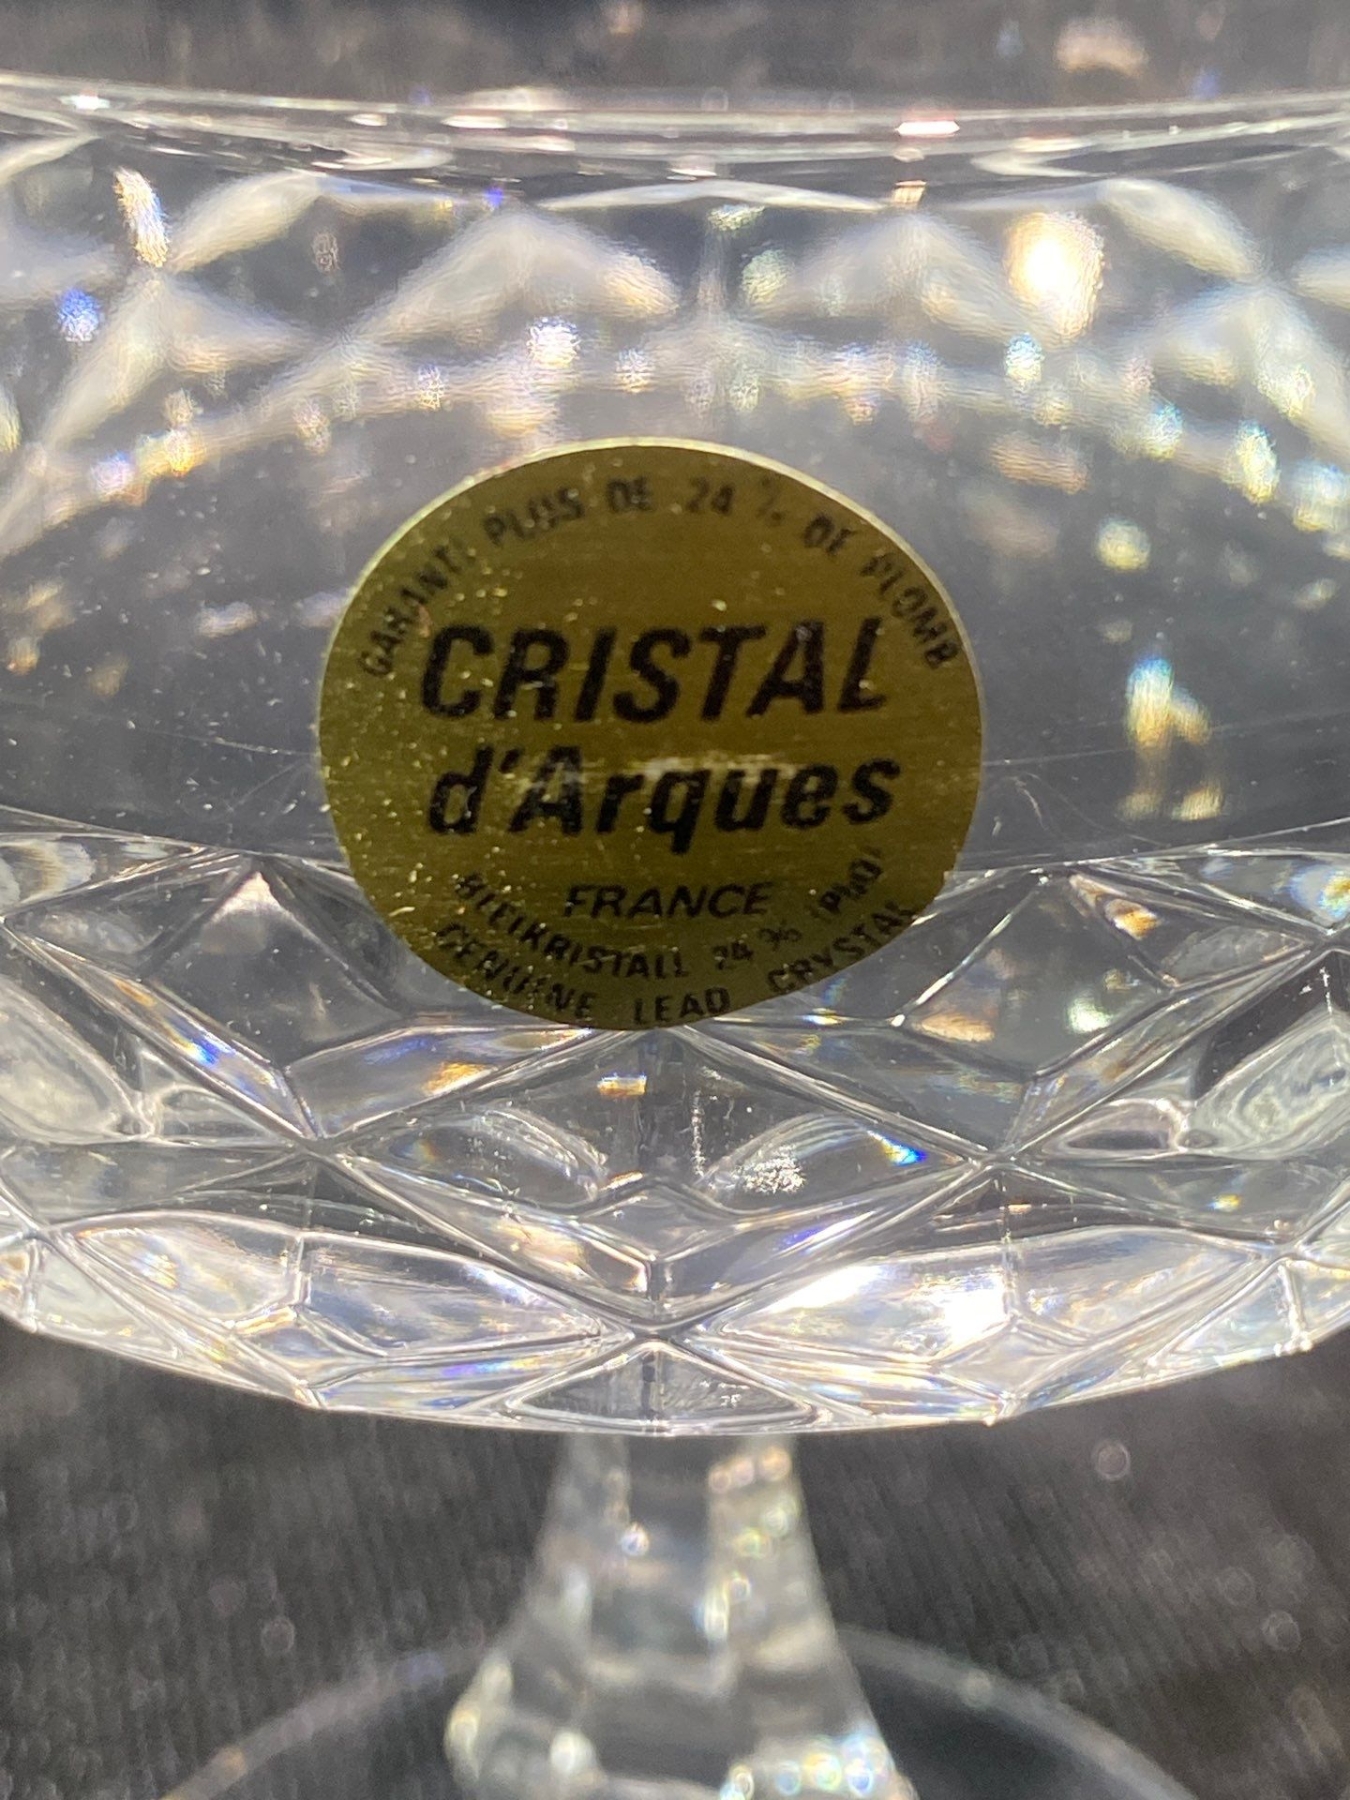 GARANTI PLUS DE 24 % DE PLOMB
CRISTAL
d'Arques
FRANCE
BLEIKRISTALL 24 % (PbO)
GENUINE LEAD CRYSTAL